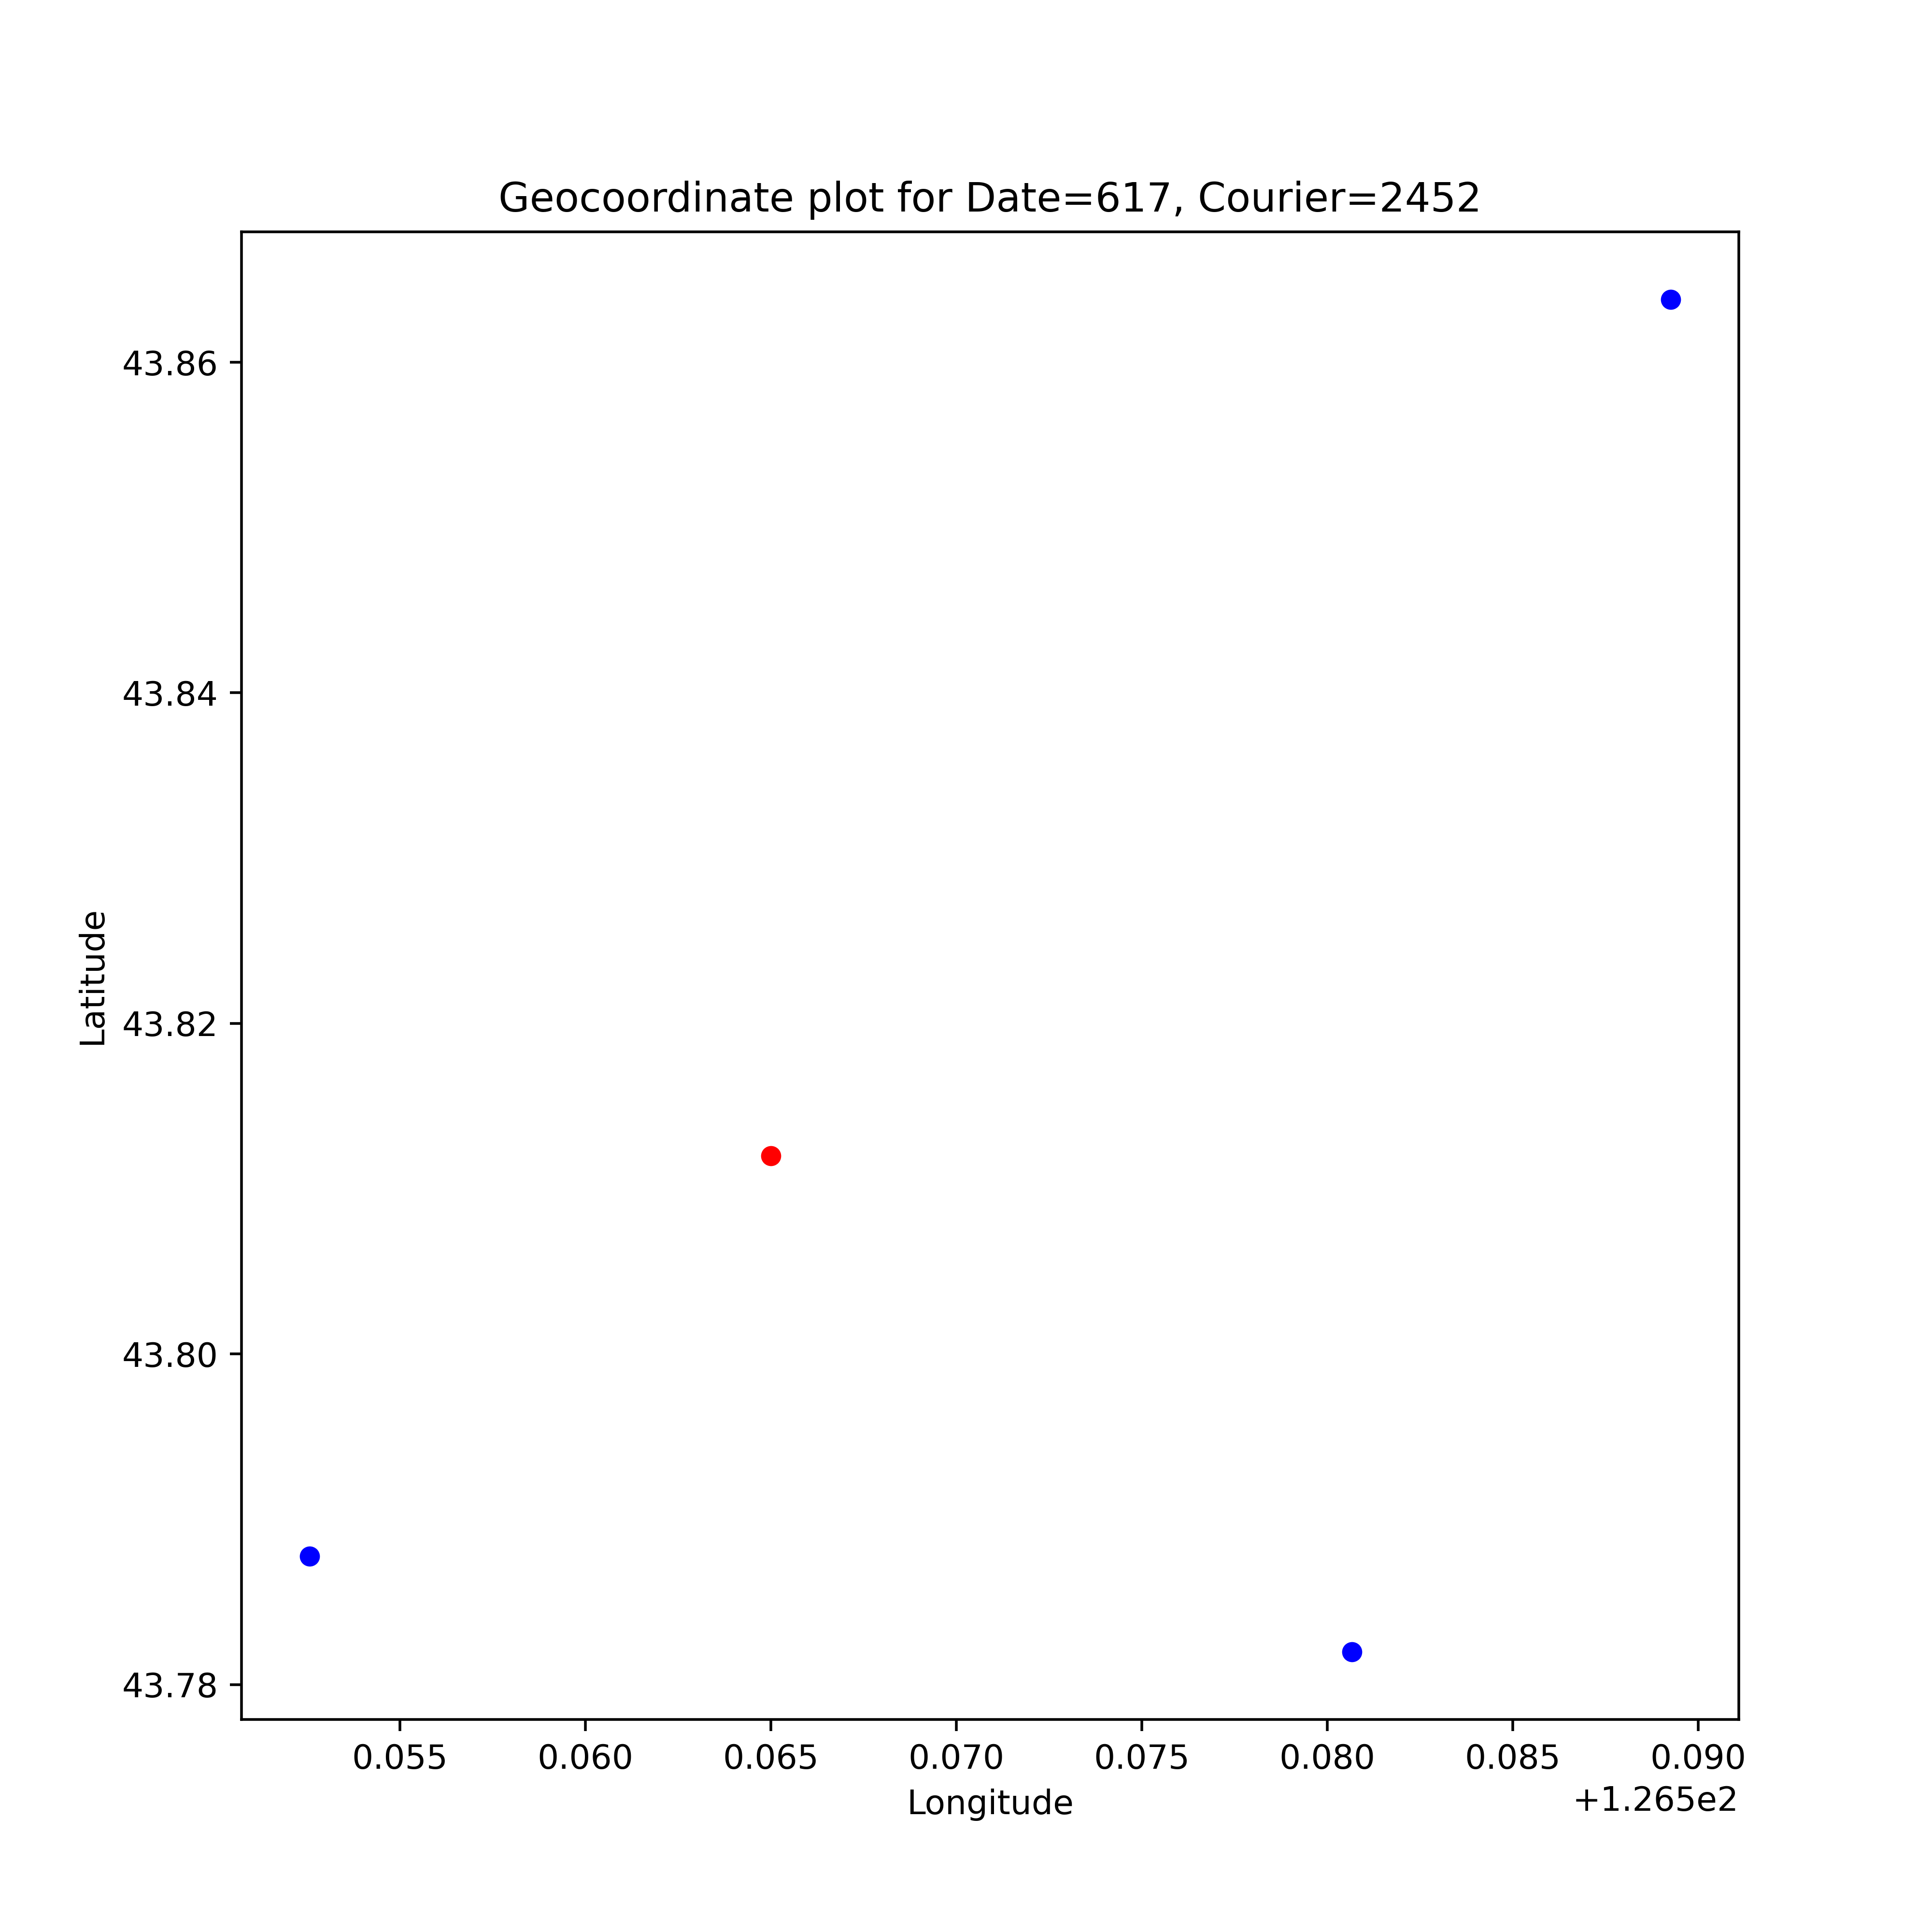 Geocoordinate plot for Date=617, Courier=2452
43.86
43.84
43.82
43.80
43.78
Latitude
0.055 0.060 0.065 0.070 0.075 0.080 0.085 0.090
+1.265e2
Longitude